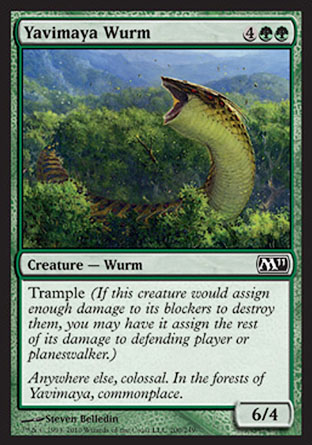 Yavimaya Wurm 4
Creature — Wurm M11
Trample (If this creature would assign
enough damage to its blockers to destroy
them, you may have it assign the rest
of its damage to defending player or
planeswalker.)
Anywhere else, colossal. In the forests of
Yavimaya, commonplace.
Steven Belledin
6/4